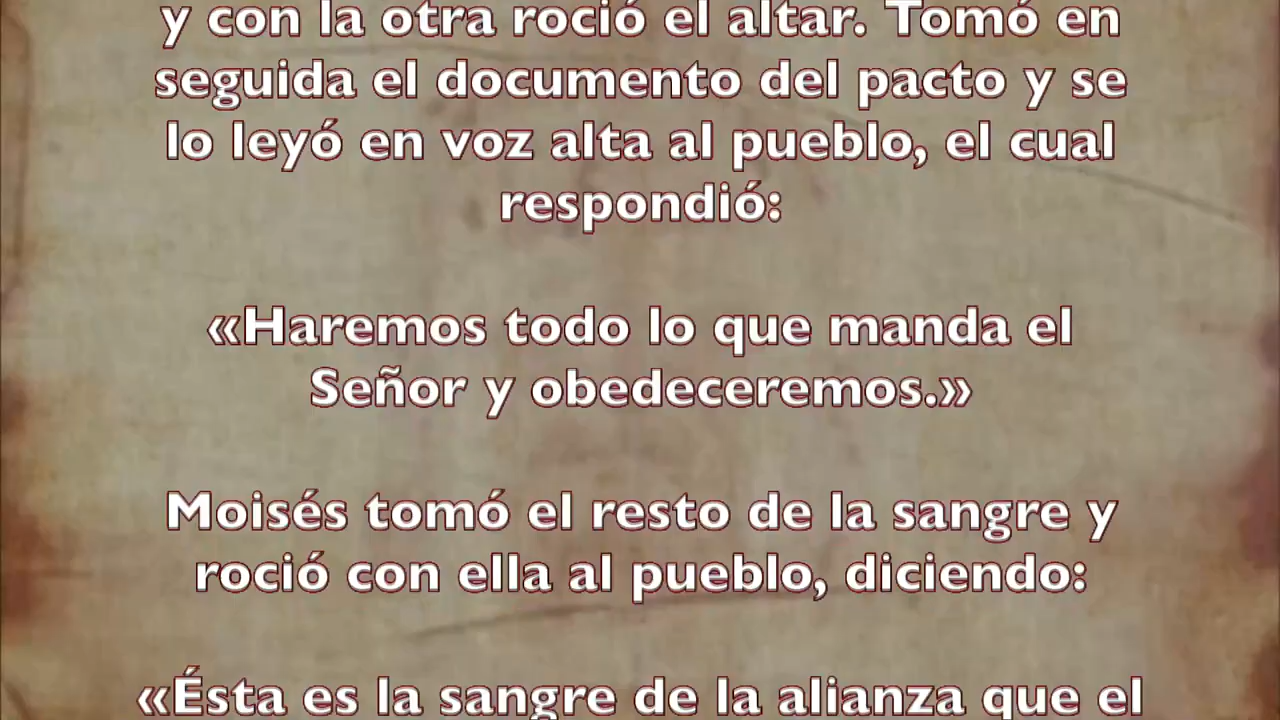 y con la otra roció el altar. Tomó en
seguida el documento del pacto y se
lo leyó en voz alta al pueblo, el cual
respondió:
«Haremos todo lo que manda el
Señor y obedeceremos.»
Moisés tomó el resto de la sangre y
roció con ella al pueblo, diciendo:
«Ésta es la sangre de la alianza que el